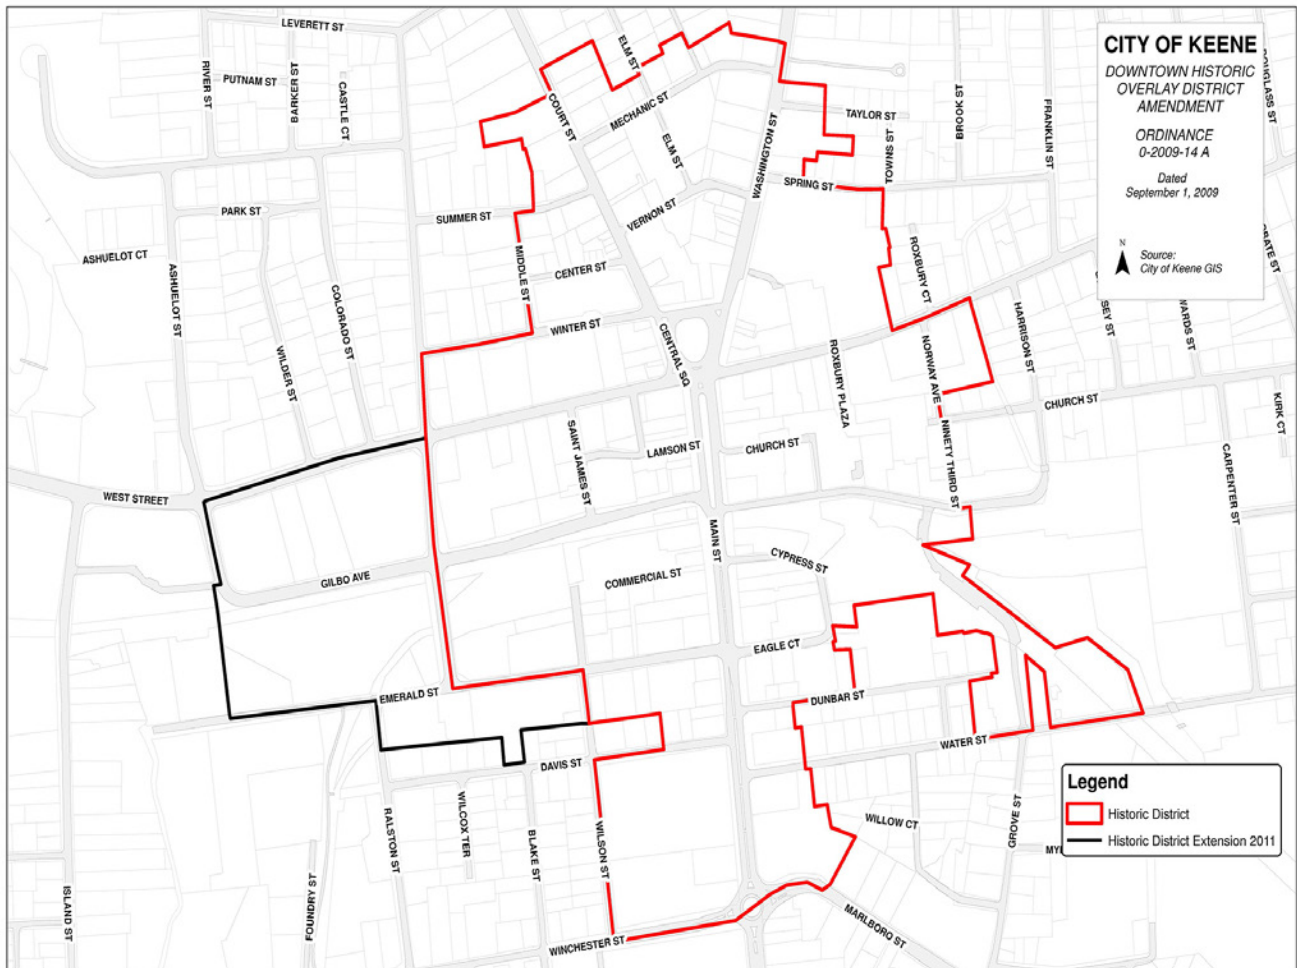 LEVERETT ST
CITY OF KEENE
DOWNTOWN HISTORIC
OVERLAY DISTRICT
AMENDMENT
ORDINANCE
0-2009-14 A
Dated
September 1, 2009
N
Source:
City of Keene GIS
RIVER ST
PUTNAM ST
BARKER ST
CASTLE CT
ELM ST
COURT ST
MECHANIC ST
ELM ST
WASHINGTON ST
TAYLOR ST
TOWNS ST
BROOK ST
FRANKLIN ST
SPRING ST
PARK ST
SUMMER ST
VERNON ST
ASHUELOT CT
ASHUELOT ST
COLORADO ST
WILDER ST
MIDDLE ST
CENTER ST
WINTER ST
CENTRAL SQ
ROXBURY CT
ROXBURY PLAZA
NORWAY AVE
HARRISON ST
WARDS ST
SEY ST
CHURCH ST
KIRK CT
CARPENTER ST
SAINT JAMES ST
LAMSON ST
CHURCH ST
NINETY THIRD ST
WEST STREET
MAIN ST
GILBO AVE
COMMERCIAL ST
CYPRESS ST
EAGLE CT
EMERALD ST
DUNBAR ST
WATER ST
DAVIS ST
RALSTON ST
WILCOX TER
BLAKE ST
WILSON ST
WILLOW CT
GROVE ST
ISLAND ST
FOUNDRY ST
WINCHESTER ST
MARLBORO ST
Legend
Historic District
Historic District Extension 2011